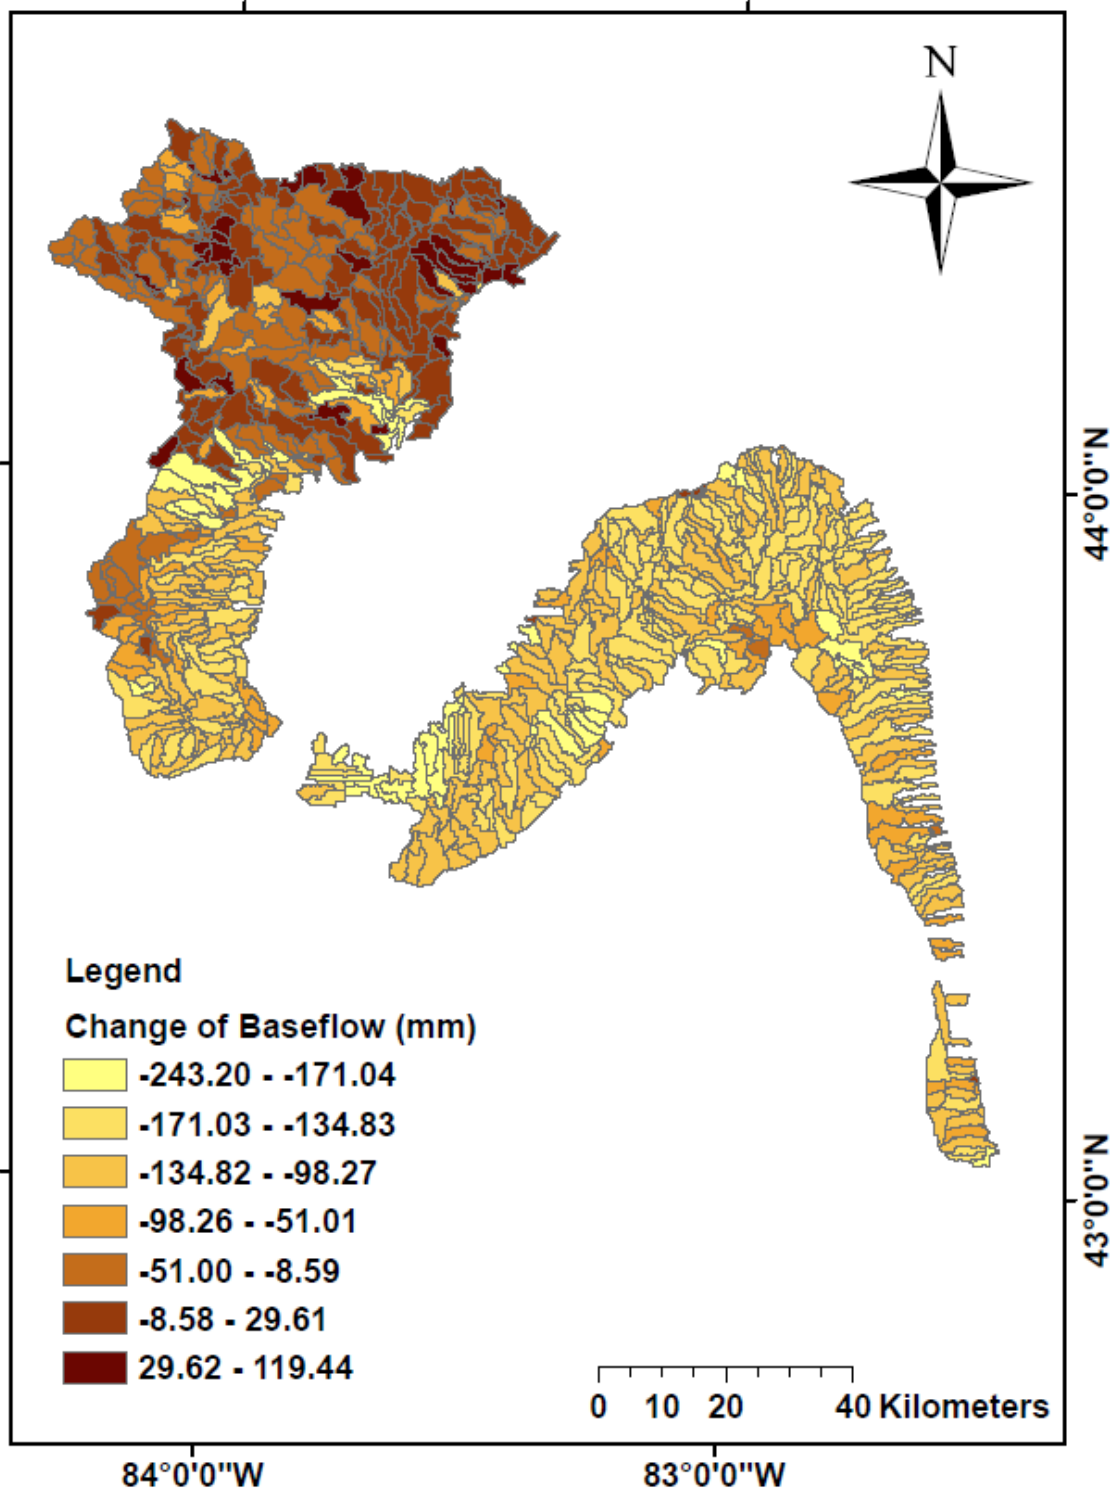 N
44°0'0"N
43°0'0"N
Legend
Change of Baseflow (mm)
-243.20 - -171.04
-171.03 - -134.83
-134.82 - -98.27
-98.26 - -51.01
-51.00 - -8.59
-8.58 - 29.61
29.62 - 119.44
0 10 20 40 Kilometers
84°0'0"W 83°0'0"W